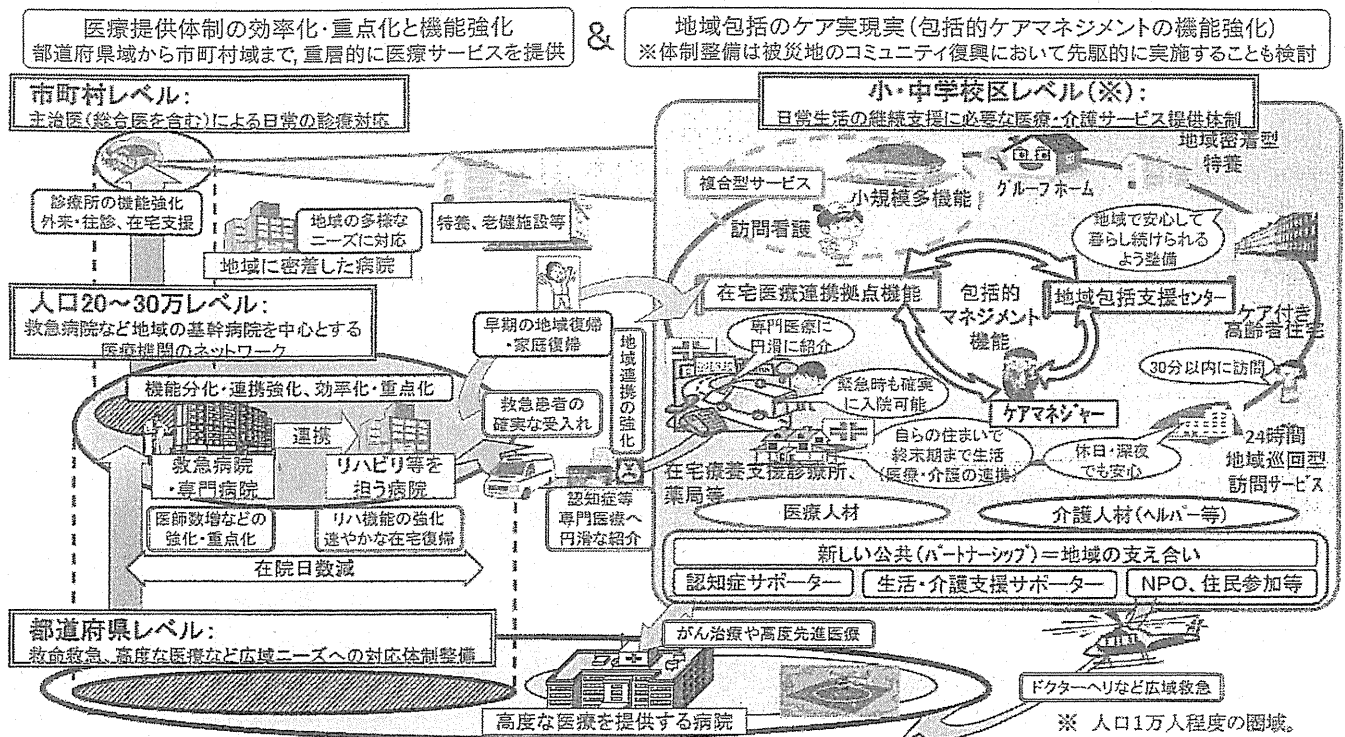 医療提供体制の効率化・重点化と機能強化
都道府県域から市町村域まで, 重層的に医療サービスを提供
&
地域包括のケア実現実(包括的ケアマネジメントの機能強化)
※体制整備は被災地のコミュニティ復興において先駆的に実施することも検討
市町村レベル:
主治医(総合医を含む)による日常の診療対応
診療所の機能強化
外来・往診、在宅支援
地域の多様な
ニーズに対応
地域に密着した病院
特養、老健施設等
小・中学校区レベル(※):
日常生活の継続支援に必要な医療・介護サービス提供体制
地域密着型
特養
グループホーム
複合型サービス
小規模多機能
訪問看護
地域で安心して
暮らし続けられる
よう整備
在宅医療連携拠点機能
包括的
マネジメント
機能
地域包括支援センター
ケア付き
高齢者住宅
専門医療に
円滑に紹介
30分以内に訪問
緊急時も確実
に入院可能
ケアマネジャー
自らの住まいで
終末期まで生活
(医療・介護の連携)
休日・深夜
でも安心
24時間
地域巡回型
訪問サービス
在宅療養支援診療所、
薬局等
医療人材
介護人材(ヘルパー等)
新しい公共(パートナーシップ)=地域の支え合い
認知症サポーター
生活・介護支援サポーター
NPO、住民参加等
人口20~30万レベル:
救急病院など地域の基幹病院を中心とする
医療機関のネットワーク
早期の地域復帰
・家庭復帰
地域連携の強化
機能分化・連携強化、効率化・重点化
連携
救急病院
・専門病院
リハビリ等を
担う病院
救急患者の
確実な受入れ
認知症等
専門医療へ
円滑な紹介
医師数増などの
強化・重点化
リハ機能の強化
速やかな在宅復帰
在院日数減
都道府県レベル:
救命救急、高度な医療など広域ニーズへの対応体制整備
がん治療や高度先進医療
高度な医療を提供する病院
ドクターヘリなど広域救急
※ 人口1万人程度の圏域。